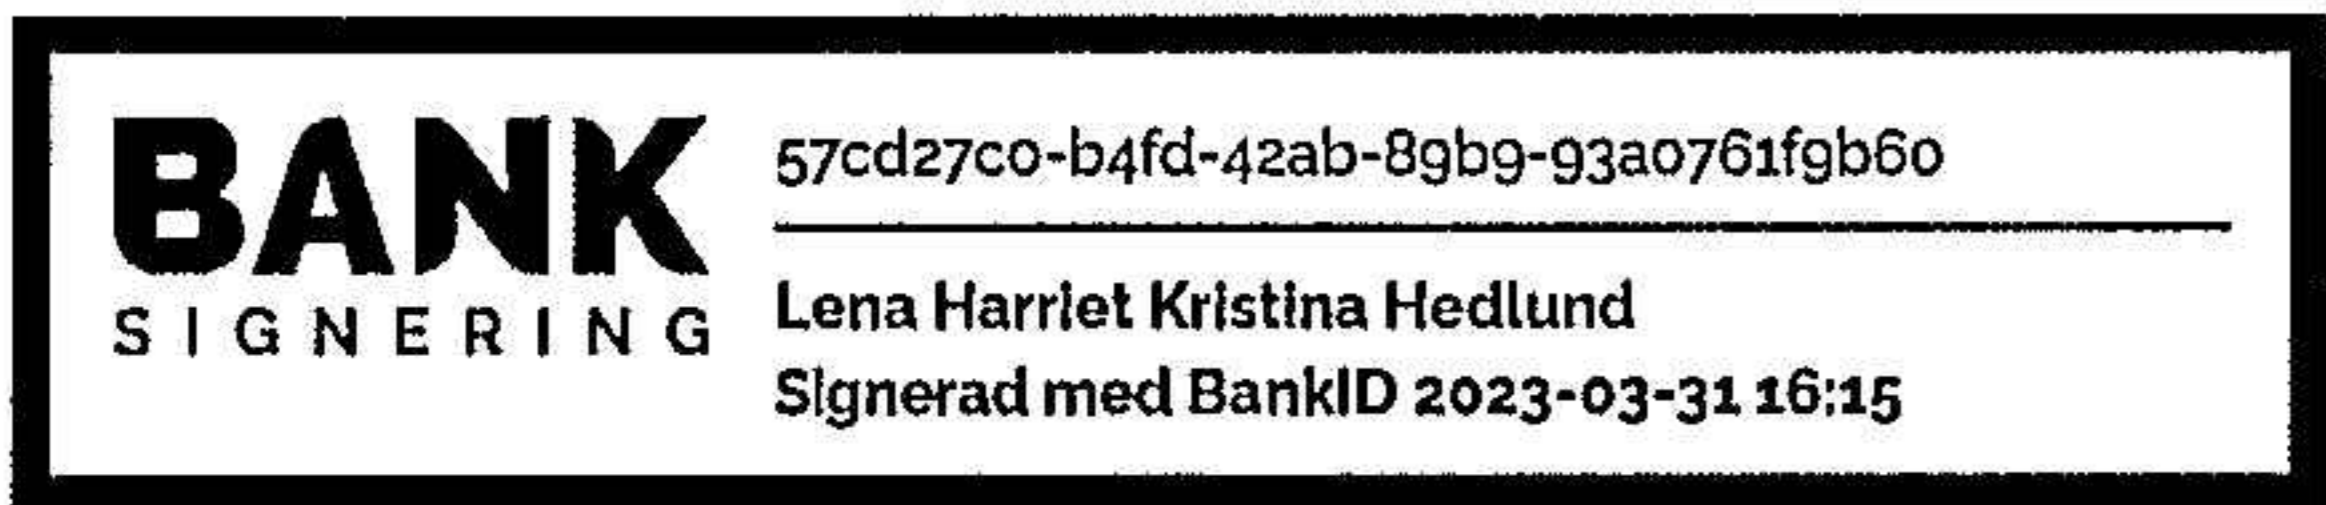 BANK
SIGNERING
57cd27c0-b4fd-42ab-89b9-93a0761f9b60
Lena Harriet Kristina Hedlund
Signerad med BankID 2023-03-31 16:15